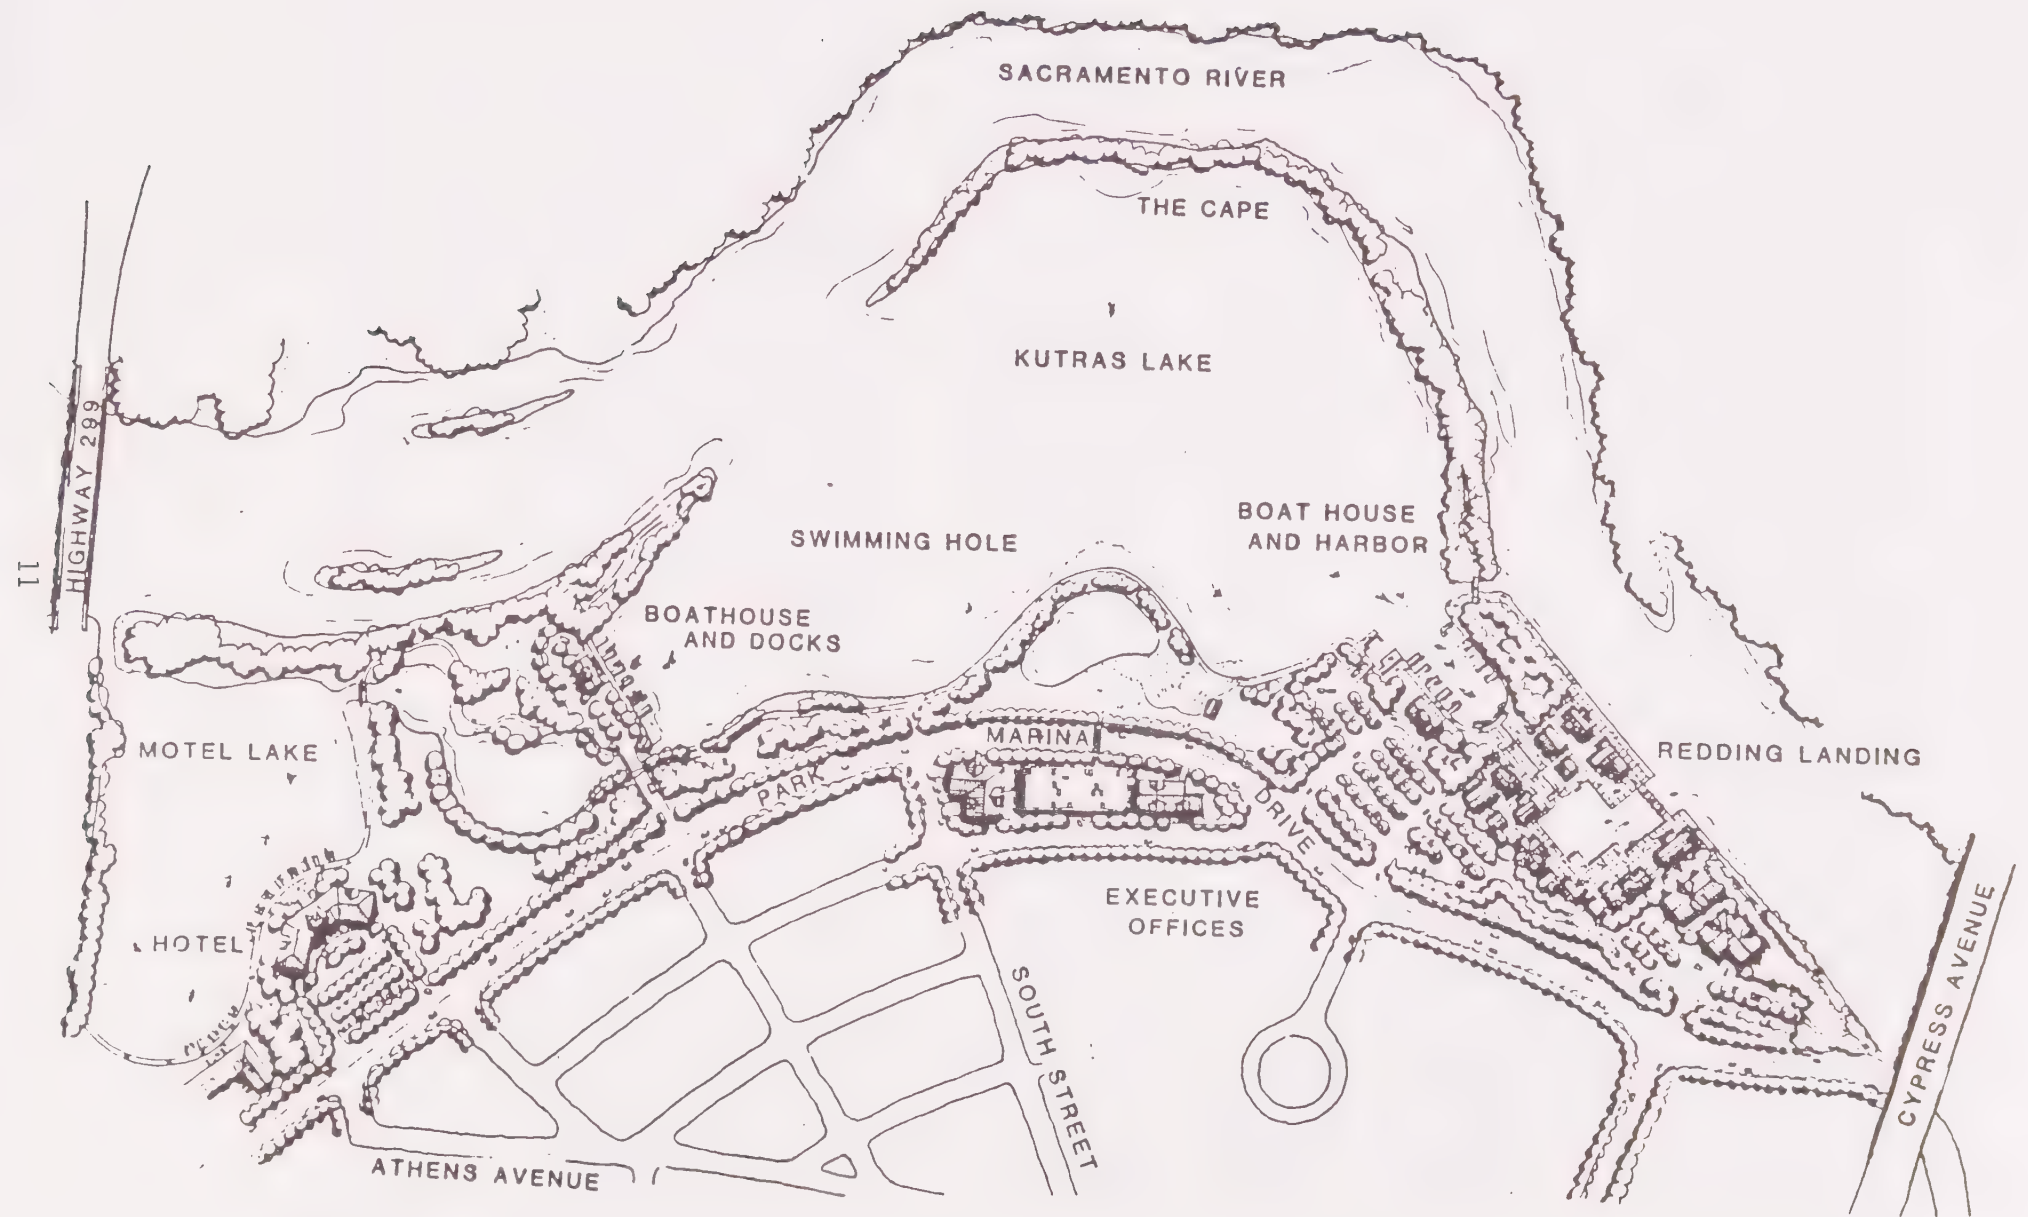 SACRAMENTO RIVER
THE CAPE
KUTRAS LAKE
HIGHWAY 299
11
SWIMMING HOLE
BOAT HOUSE
AND HARBOR
BOATHOUSE
AND DOCKS
MOTEL LAKE
PARK
MARINA
DRIVE
REDDING LANDING
HOTEL
EXECUTIVE
OFFICES
SOUTH STREET
CYPRESS AVENUE
ATHENS AVENUE